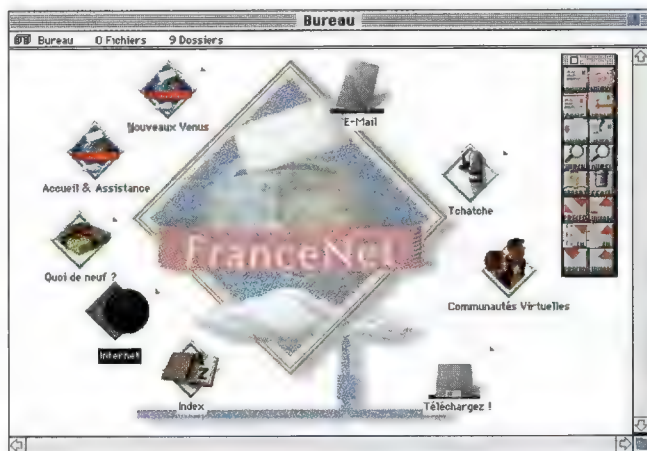 Bureau
Bureau 0 Fichiers 9 Dossiers
Nouveaux Venus
E-Mail
Accueil & Assistance
Tchatche
FranceNet
Quoi de neuf ?
Communautés Virtuelles
Internet
Index
Téléchargez !